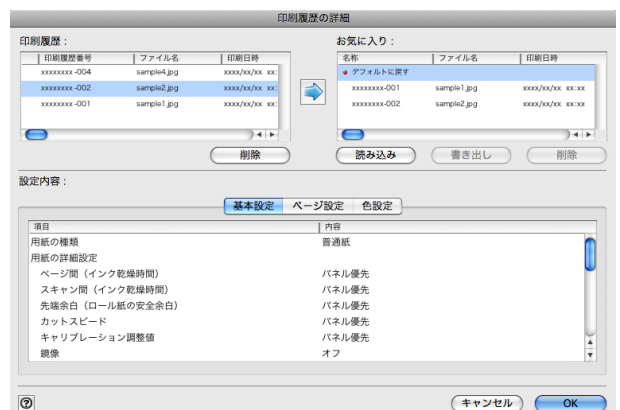 印刷履歴の詳細
印刷履歴：
印刷履歴番号 ファイル名 印刷日時
xxxxxxxx-004 sample4.jpg xxxx/xx/xx xx:
xxxxxxxx-002 sample2.jpg xxxx/xx/xx xx:
xxxxxxxx-001 sample1.jpg xxxx/xx/xx xx:
削除
お気に入り：
名称 ファイル名 印刷日時
デフォルトに戻す
xxxxxxxx-001 sample1.jpg xxxx/xx/xx xx:xx
xxxxxxxx-002 sample2.jpg xxxx/xx/xx xx:xx
読み込み 書き出し 削除
設定内容：
基本設定 ページ設定 色設定
項目 内容
用紙の種類 普通紙
用紙の詳細設定
ページ間（インク乾燥時間） パネル優先
スキャン間（インク乾燥時間） パネル優先
先端余白（ロール紙の安全余白） パネル優先
カットスピード パネル優先
キャリブレーション調整値 パネル優先
鏡像 オフ
? キャンセル OK